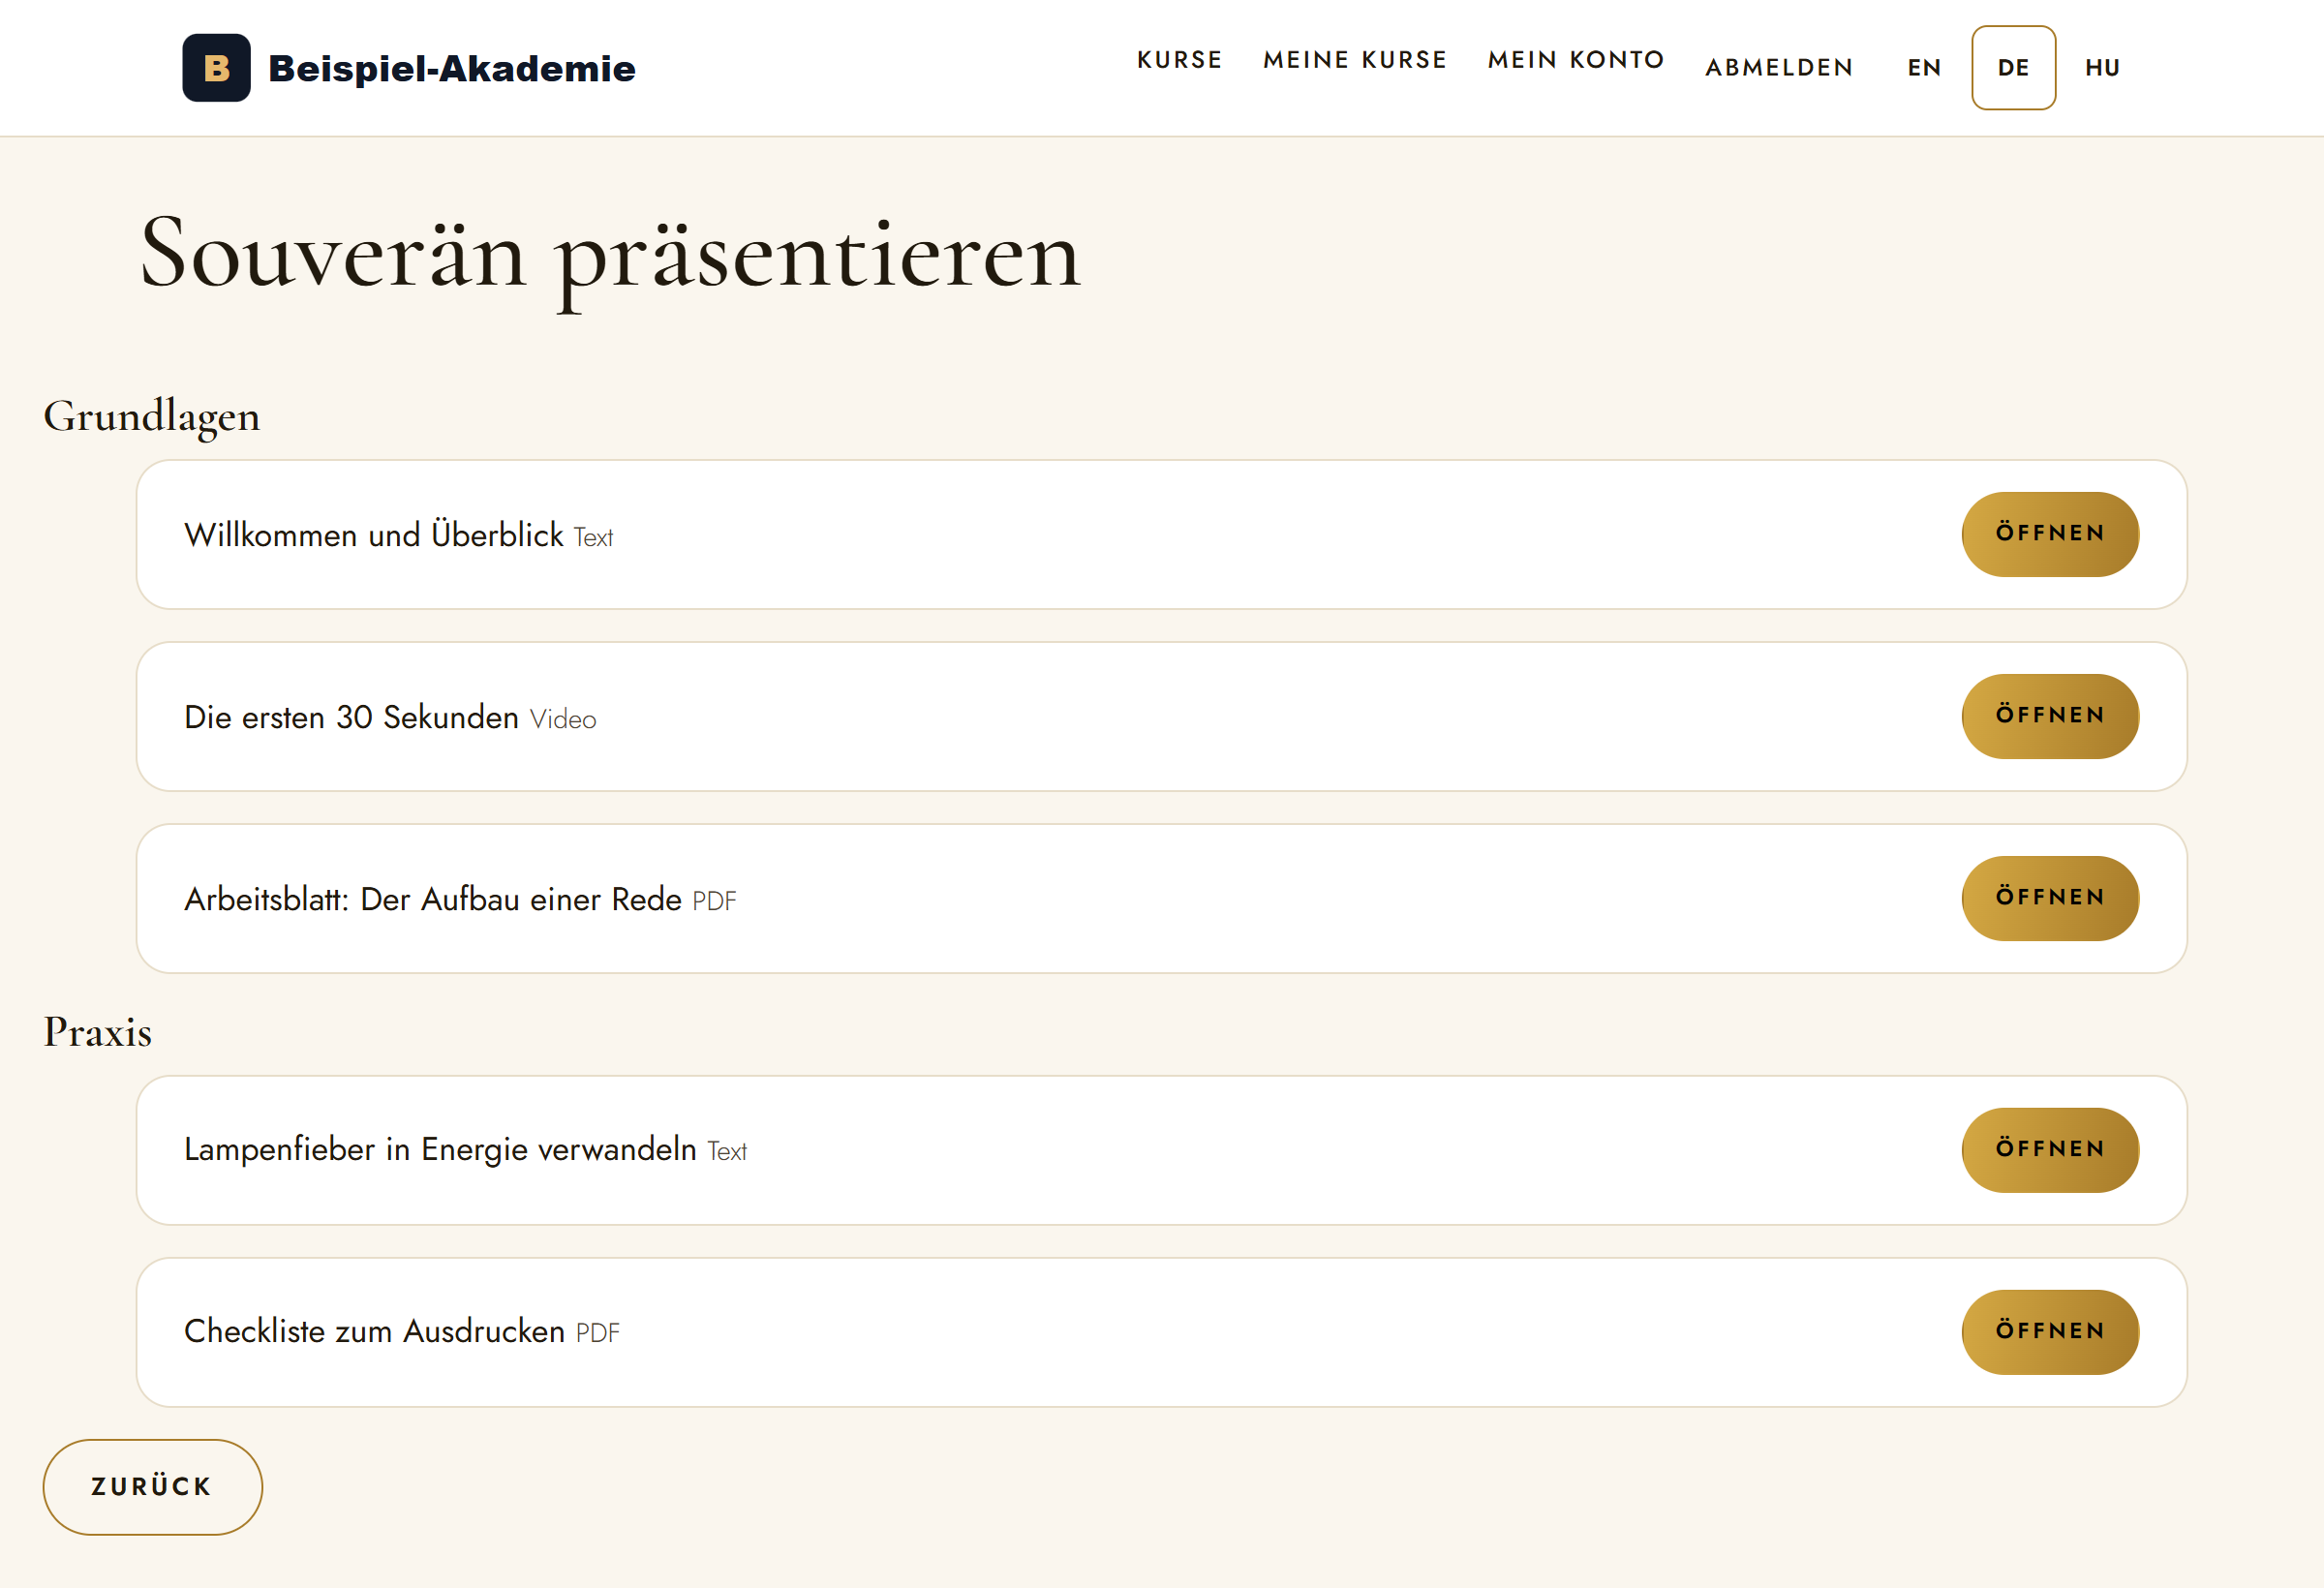 B Beispiel-Akademie
KURSE MEINE KURSE MEIN KONTO ABMELDEN EN DE HU
Souverän präsentieren
Grundlagen
Willkommen und Überblick Text ÖFFNEN
Die ersten 30 Sekunden Video ÖFFNEN
Arbeitsblatt: Der Aufbau einer Rede PDF ÖFFNEN
Praxis
Lampenfieber in Energie verwandeln Text ÖFFNEN
Checkliste zum Ausdrucken PDF ÖFFNEN
ZURÜCK